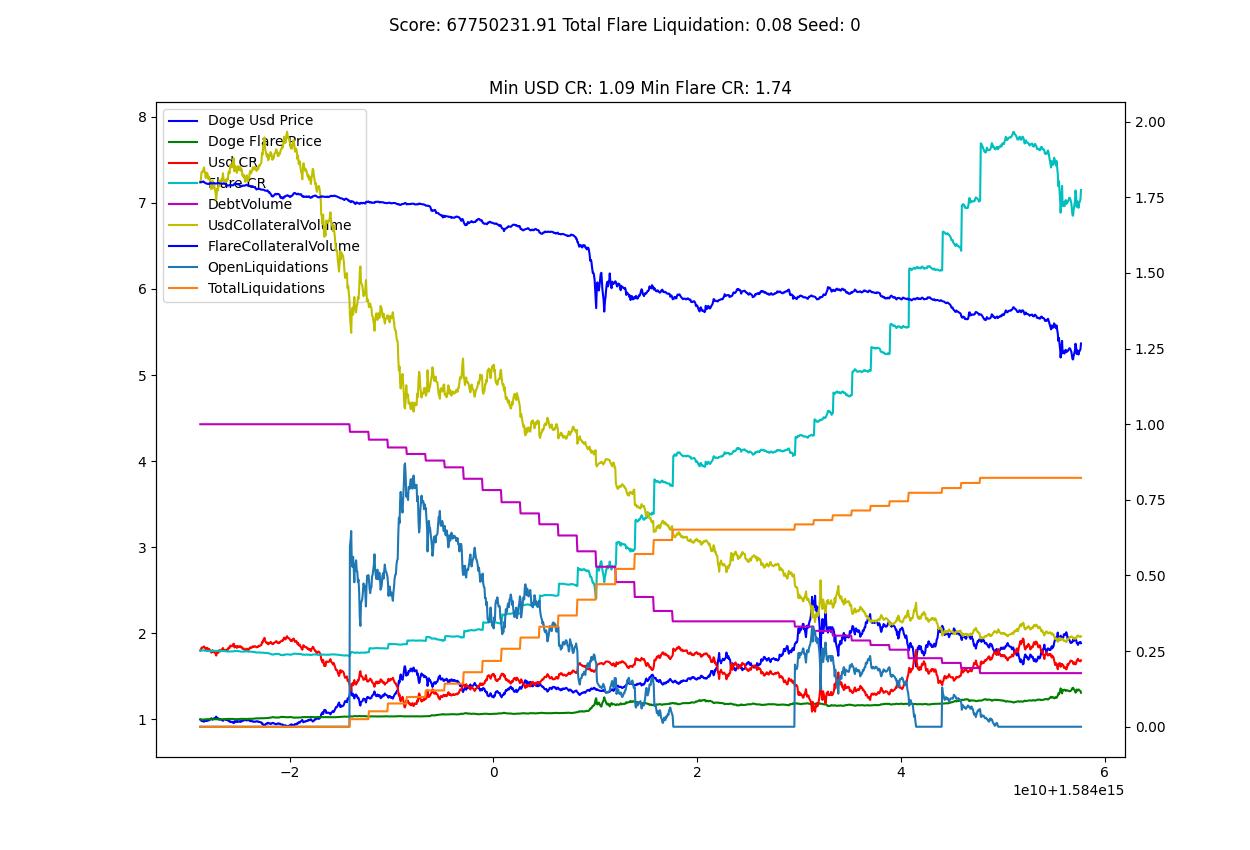 Score: 67750231.91 Total Flare Liquidation: 0.08 Seed: 0
Min USD CR: 1.09 Min Flare CR: 1.74
Doge Usd Price
Doge Flare Price
Usd CR
Flare CR
DebtVolume
UsdCollateralVolume
FlareCollateralVolume
OpenLiquidations
TotalLiquidations
8
7
6
5
4
3
2
1
2.00
1.75
1.50
1.25
1.00
0.75
0.50
0.25
0.00
−2
0
2
4
6
1e10+1.584e15